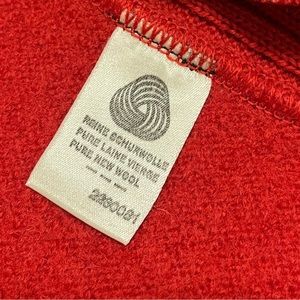 REINE SCHURWOLLE
PURE LAINE VIERGE
PURE NEW WOOL